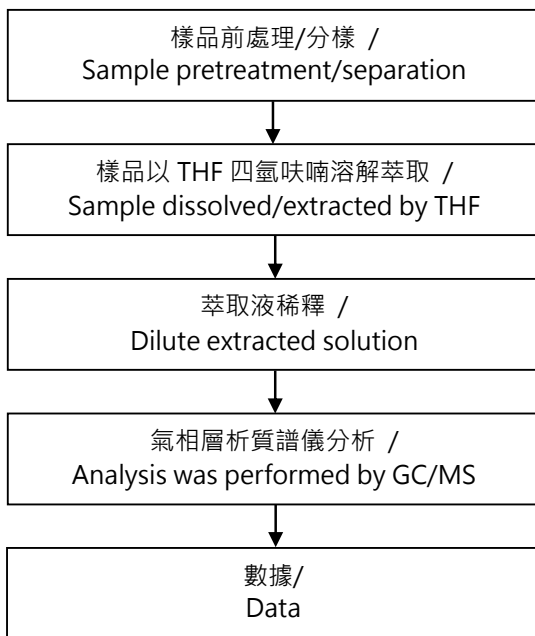 樣品前處理/分樣 /
Sample pretreatment/separation
樣品以 THF 四氫呋喃溶解萃取 /
Sample dissolved/extracted by THF
萃取液稀釋 /
Dilute extracted solution
氣相層析質譜儀分析 /
Analysis was performed by GC/MS
數據/
Data